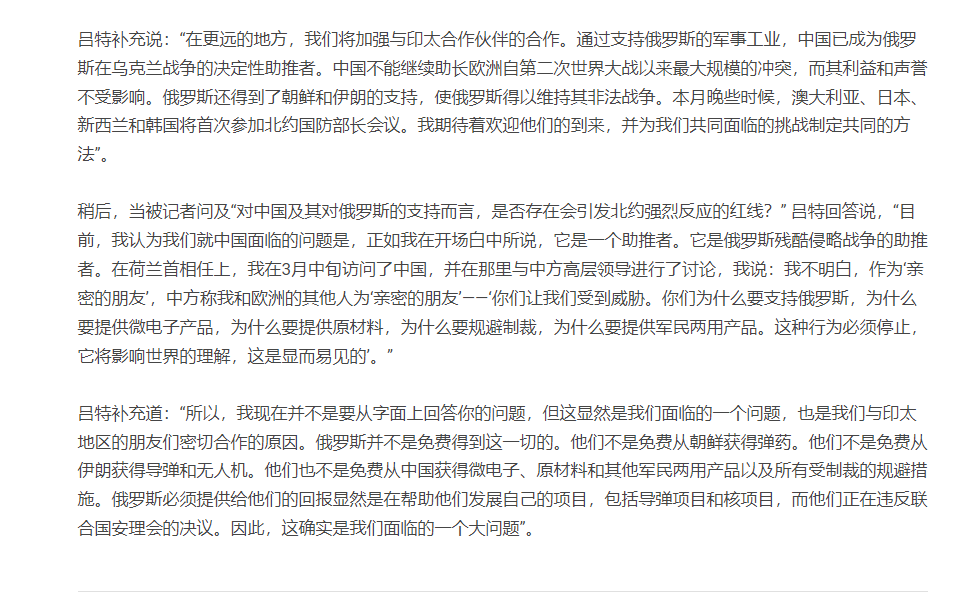 吕特补充说：“在更远的地方，我们将加强与印太合作伙伴的合作。通过支持俄罗斯的军事工业，中国已成为俄罗
斯在乌克兰战争的决定性助推者。中国不能继续助长欧洲自第二次世界大战以来最大规模的冲突，而其利益和声誉
不受影响。俄罗斯还得到了朝鲜和伊朗的支持，使俄罗斯得以维持其非法战争。本月晚些时候，澳大利亚、日本、
新西兰和韩国将首次参加北约国防部长会议。我期待着欢迎他们的到来，并为我们共同面临的挑战制定共同的方
法”。
稍后，当被记者问及“对中国及其对俄罗斯的支持而言，是否存在会引发北约强烈反应的红线？” 吕特回答说，“目
前，我认为我们就中国面临的问题是，正如我在开场白中所说，它是一个助推者。它是俄罗斯残酷侵略战争的助推
者。在荷兰首相任上，我在3月中旬访问了中国，并在那里与中方高层领导进行了讨论，我说：我不明白，作为‘亲
密的朋友’，中方称我和欧洲的其他人为‘亲密的朋友’——‘你们让我们受到威胁。你们为什么要支持俄罗斯，为什么
要提供微电子产品，为什么要提供原材料，为什么要规避制裁，为什么要提供军民两用产品。这种行为必须停止，
它将影响世界的理解，这是显而易见的’。”
吕特补充道：“所以，我现在并不是要从字面上回答你的问题，但这显然是我们面临的一个问题，也是我们与印太
地区的朋友们密切合作的原因。俄罗斯并不是免费得到这一切的。他们不是免费从朝鲜获得弹药。他们不是免费从
伊朗获得导弹和无人机。他们也不是免费从中国获得微电子、原材料和其他军民两用产品以及所有受制裁的规避措
施。俄罗斯必须提供给他们的回报显然是在帮助他们发展自己的项目，包括导弹项目和核项目，而他们正在违反联
合国安理会的决议。因此，这确实是我们面临的一个大问题”。